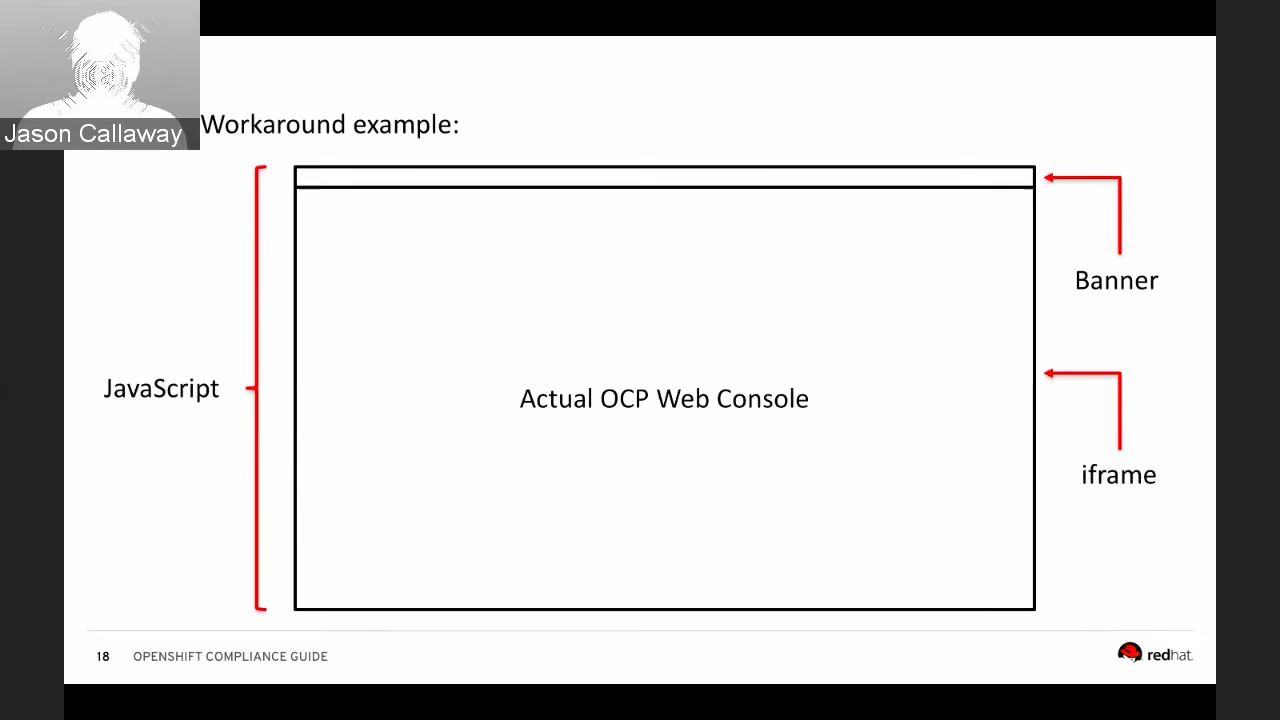 Jason Callaway
Workaround example:
Banner
JavaScript
Actual OCP Web Console
iframe
18 OPENSHIFT COMPLIANCE GUIDE
redhat.